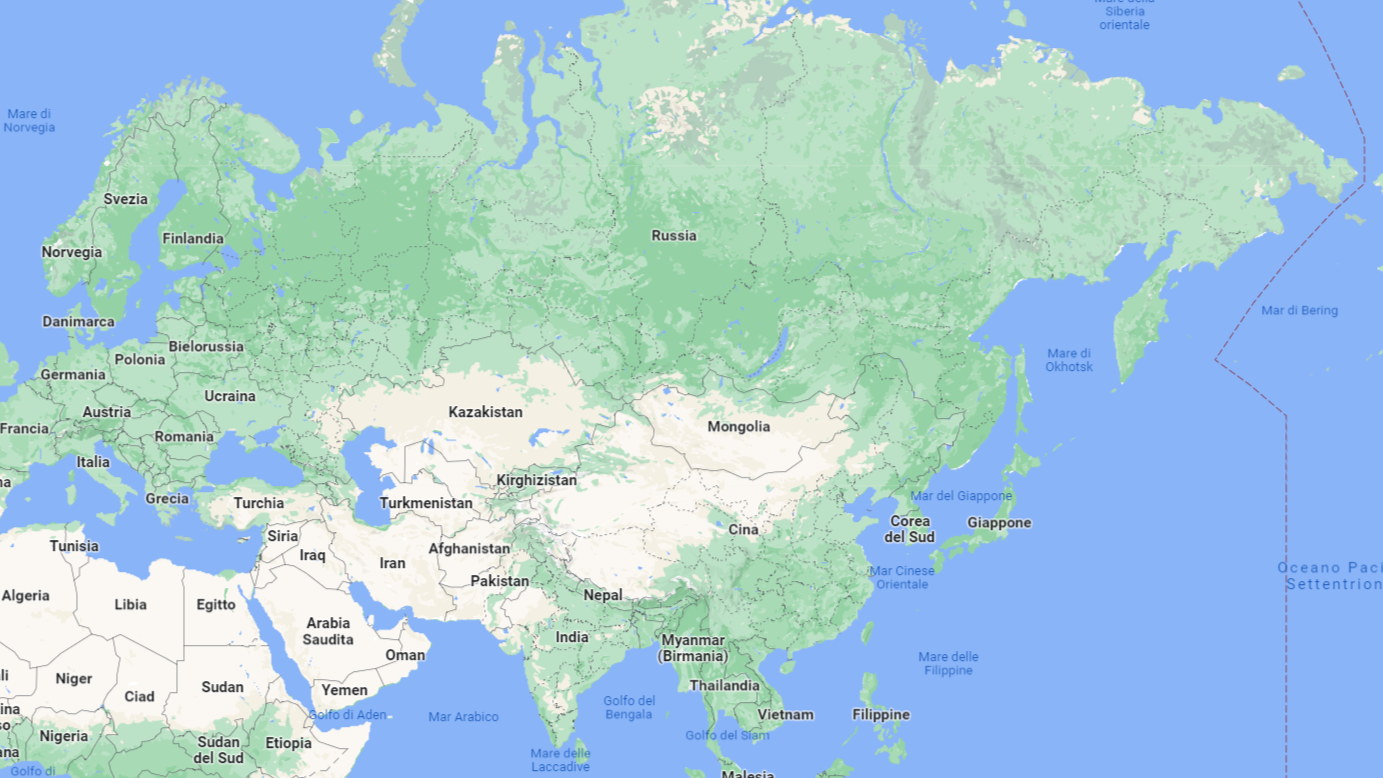 Mare della
Siberia
orientale
Mare di
Norvegia
Svezia
Finlandia
Russia
Norvegia
Danimarca
Mar di Bering
Bielorussia
Polonia
Mare di
Okhotsk
Germania
Ucraina
Austria
Kazakistan
Francia
Mongolia
Romania
Italia
Kirghizistan
Grecia
Turchia
Turkmenistan
Mar del Giappone
Corea
del Sud
Giappone
Cina
Siria
Tunisia
Iraq
Afghanistan
Iran
Oceano Paci
Settentrion
Mar Cinese
Orientale
Pakistan
Algeria
Libia
Egitto
Nepal
Arabia
Saudita
India
Myanmar
(Birmania)
Oman
Mare delle
Filippine
Niger
Ciad
Sudan
Yemen
Thailandia
Golfo del
Bengala
Golfo di Aden
Mar Arabico
Vietnam
Filippine
Nigeria
Sudan
del Sud
Etiopia
Golfo del Siam
Mare delle
Laccadive
Golfo di
Malesia